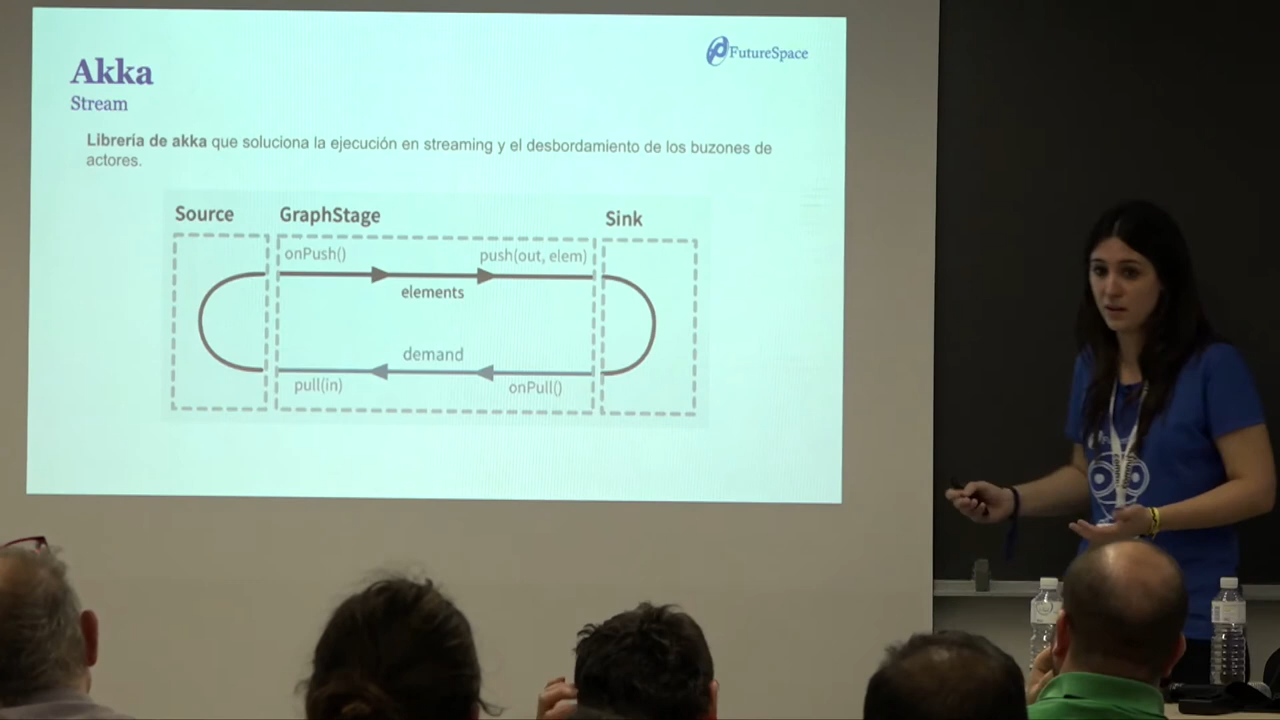 Akka
FutureSpace
Stream
Librería de akka que soluciona la ejecución en streaming y el desbordamiento de los buzones de
actores.
Source
GraphStage
Sink
onPush()
push(out, elem)
elements
demand
pull(in)
onPull()